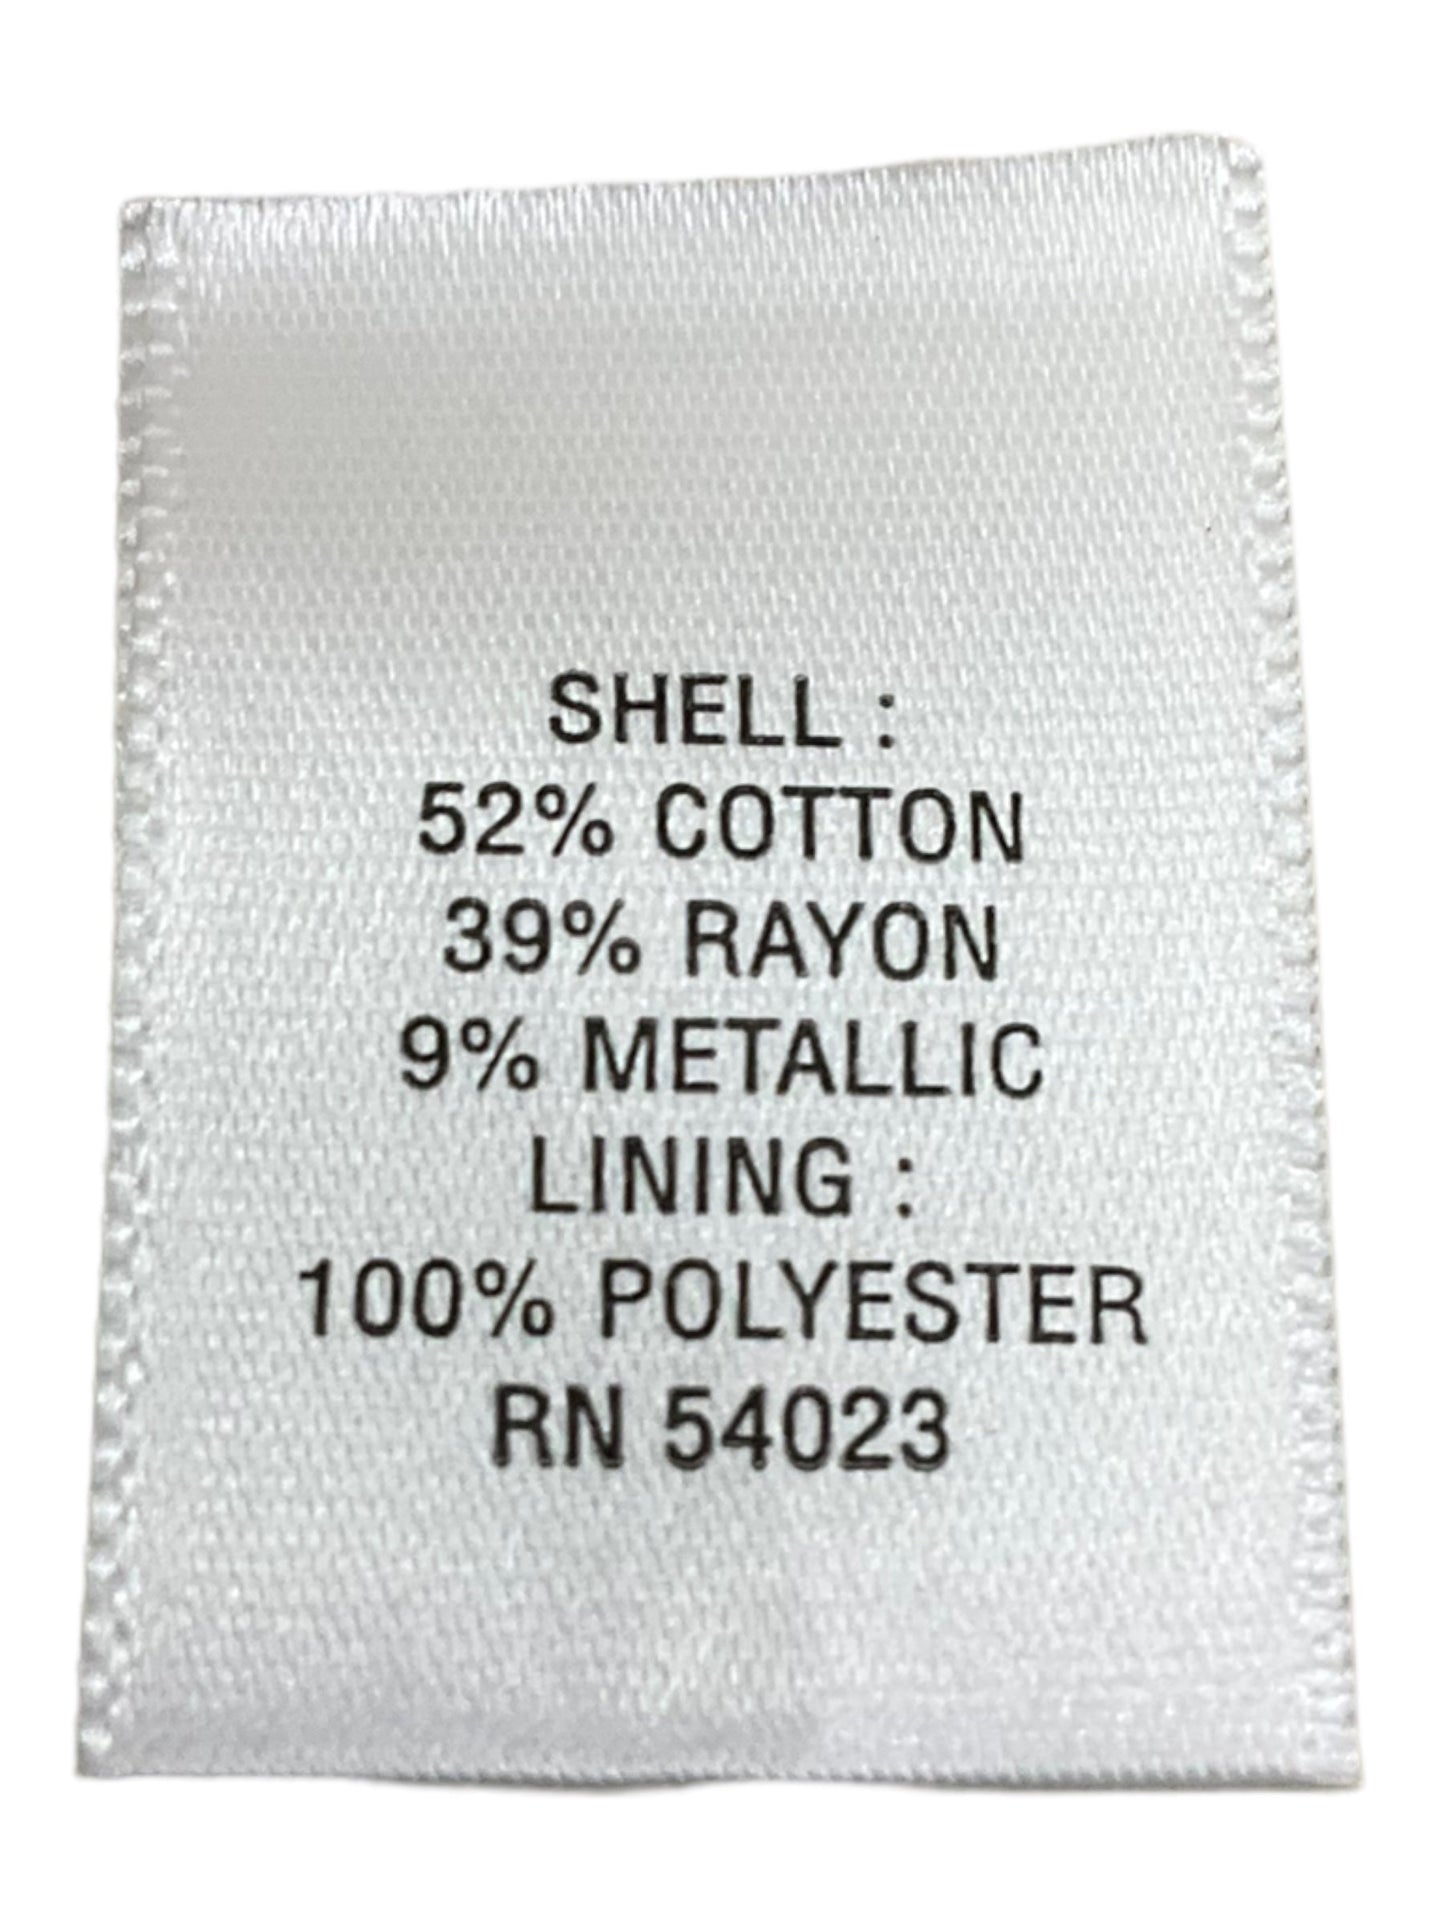 SHELL :
52% COTTON
39% RAYON
9% METALLIC
LINING :
100% POLYESTER
RN 54023